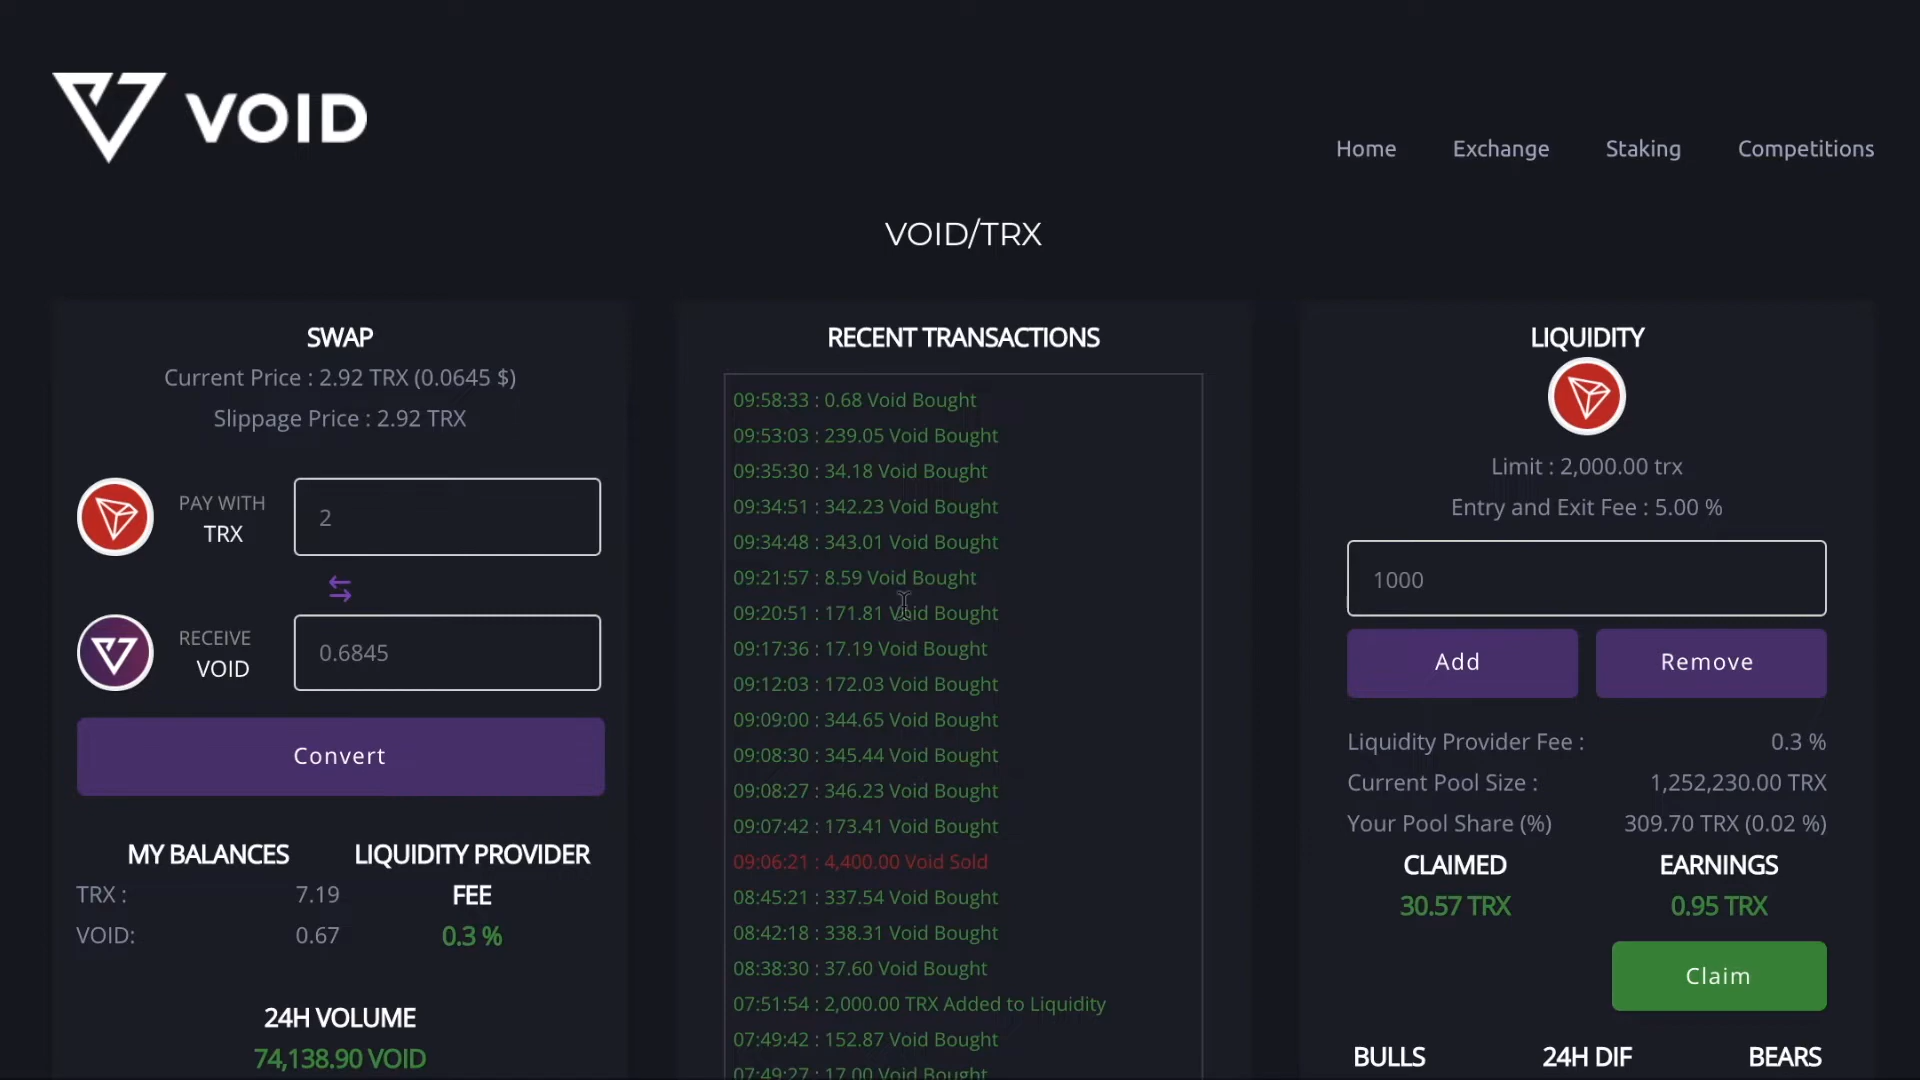 VOID
Home
Exchange
Staking
Competitions
VOID/TRX
SWAP
Current Price : 2.92 TRX (0.0645 $)
Slippage Price : 2.92 TRX
PAY WITH
TRX
2
RECEIVE
VOID
0.6845
Convert
MY BALANCES
TRX : 7.19
VOID: 0.67
LIQUIDITY PROVIDER
FEE
0.3 %
24H VOLUME
74,138.90 VOID
RECENT TRANSACTIONS
09:58:33 : 0.68 Void Bought
09:53:03 : 239.05 Void Bought
09:35:30 : 34.18 Void Bought
09:34:51 : 342.23 Void Bought
09:34:48 : 343.01 Void Bought
09:21:57 : 8.59 Void Bought
09:20:51 : 171.81 Void Bought
09:17:36 : 17.19 Void Bought
09:12:03 : 172.03 Void Bought
09:09:00 : 344.65 Void Bought
09:08:30 : 345.44 Void Bought
09:08:27 : 346.23 Void Bought
09:07:42 : 173.41 Void Bought
09:06:21 : 4,400.00 Void Sold
08:45:21 : 337.54 Void Bought
08:42:18 : 338.31 Void Bought
08:38:30 : 37.60 Void Bought
07:51:54 : 2,000.00 TRX Added to Liquidity
07:49:42 : 152.87 Void Bought
07:49:27 : 17.00 Void Bought
LIQUIDITY
Limit : 2,000.00 trx
Entry and Exit Fee : 5.00 %
1000
Add
Remove
Liquidity Provider Fee : 0.3 %
Current Pool Size : 1,252,230.00 TRX
Your Pool Share (%) 309.70 TRX (0.02 %)
CLAIMED
30.57 TRX
EARNINGS
0.95 TRX
Claim
BULLS
24H DIF
BEARS